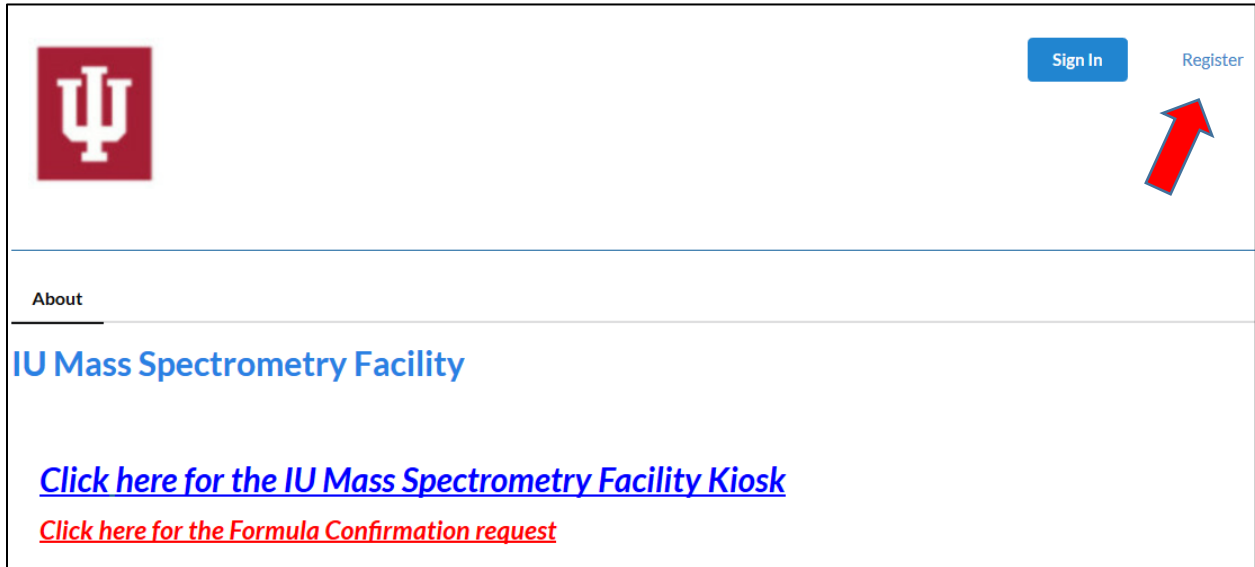 Sign In Register
About
IU Mass Spectrometry Facility
Click here for the IU Mass Spectrometry Facility Kiosk
Click here for the Formula Confirmation request